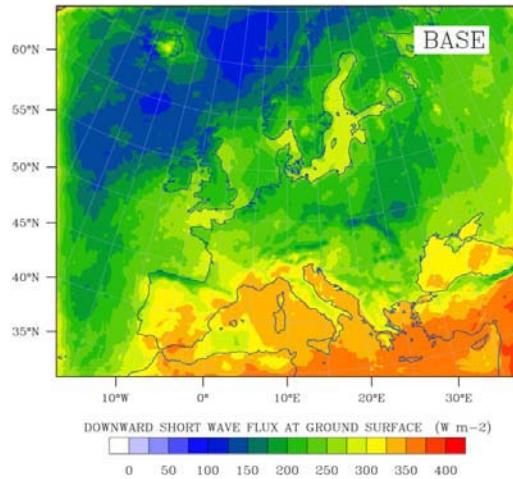 BASE
60°N
55°N
50°N
45°N
40°N
35°N
10°W 0° 10°E 20°E 30°E
DOWNWARD SHORT WAVE FLUX AT GROUND SURFACE (W m-2)
0 50 100 150 200 250 300 350 400